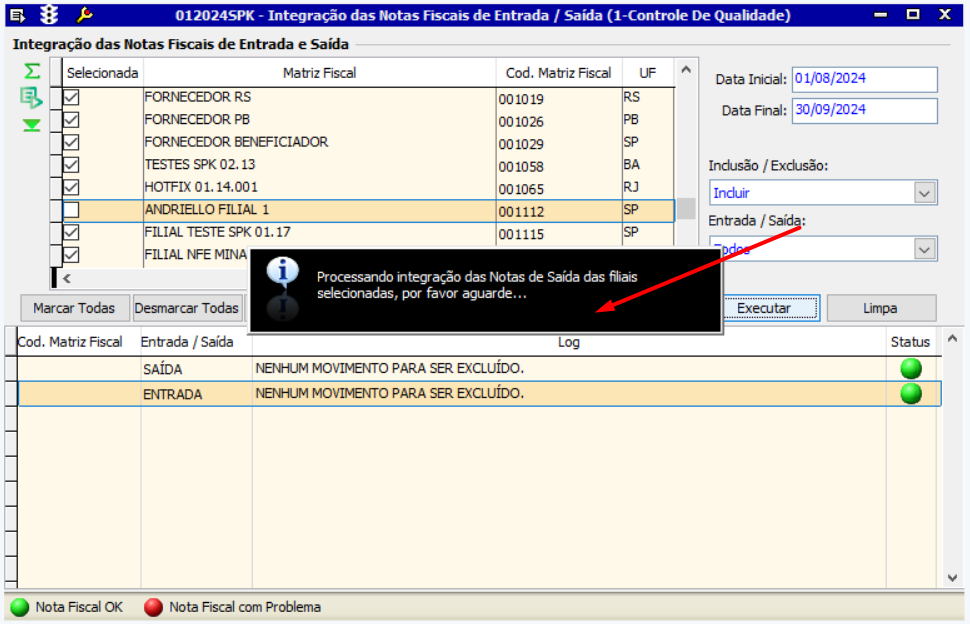 012024SPK - Integração das Notas Fiscais de Entrada / Saída (1-Controle De Qualidade)
Integração das Notas Fiscais de Entrada e Saída
Selecionada Matriz Fiscal Cod. Matriz Fiscal UF
FORNECEDOR RS 001019 RS
FORNECEDOR PB 001026 PB
FORNECEDOR BENEFICIADOR 001029 SP
TESTES SPK 02.13 001058 BA
HOTFIX 01.14.001 001065 RJ
ANDRIELLO FILIAL 1 001112 SP
FILIAL TESTE SPK 01.17 001115 SP
FILIAL NFE MINA
Data Inicial: 01/08/2024
Data Final: 30/09/2024
Inclusão / Exclusão:
Incluir
Entrada / Saída:
Todos
Processando integração das Notas de Saída das filiais
selecionadas, por favor aguarde...
Marcar Todas Desmarcar Todas Executar Limpa
Cod. Matriz Fiscal Entrada / Saída Log Status
SAÍDA NENHUM MOVIMENTO PARA SER EXCLUÍDO.
ENTRADA NENHUM MOVIMENTO PARA SER EXCLUÍDO.
Nota Fiscal OK Nota Fiscal com Problema